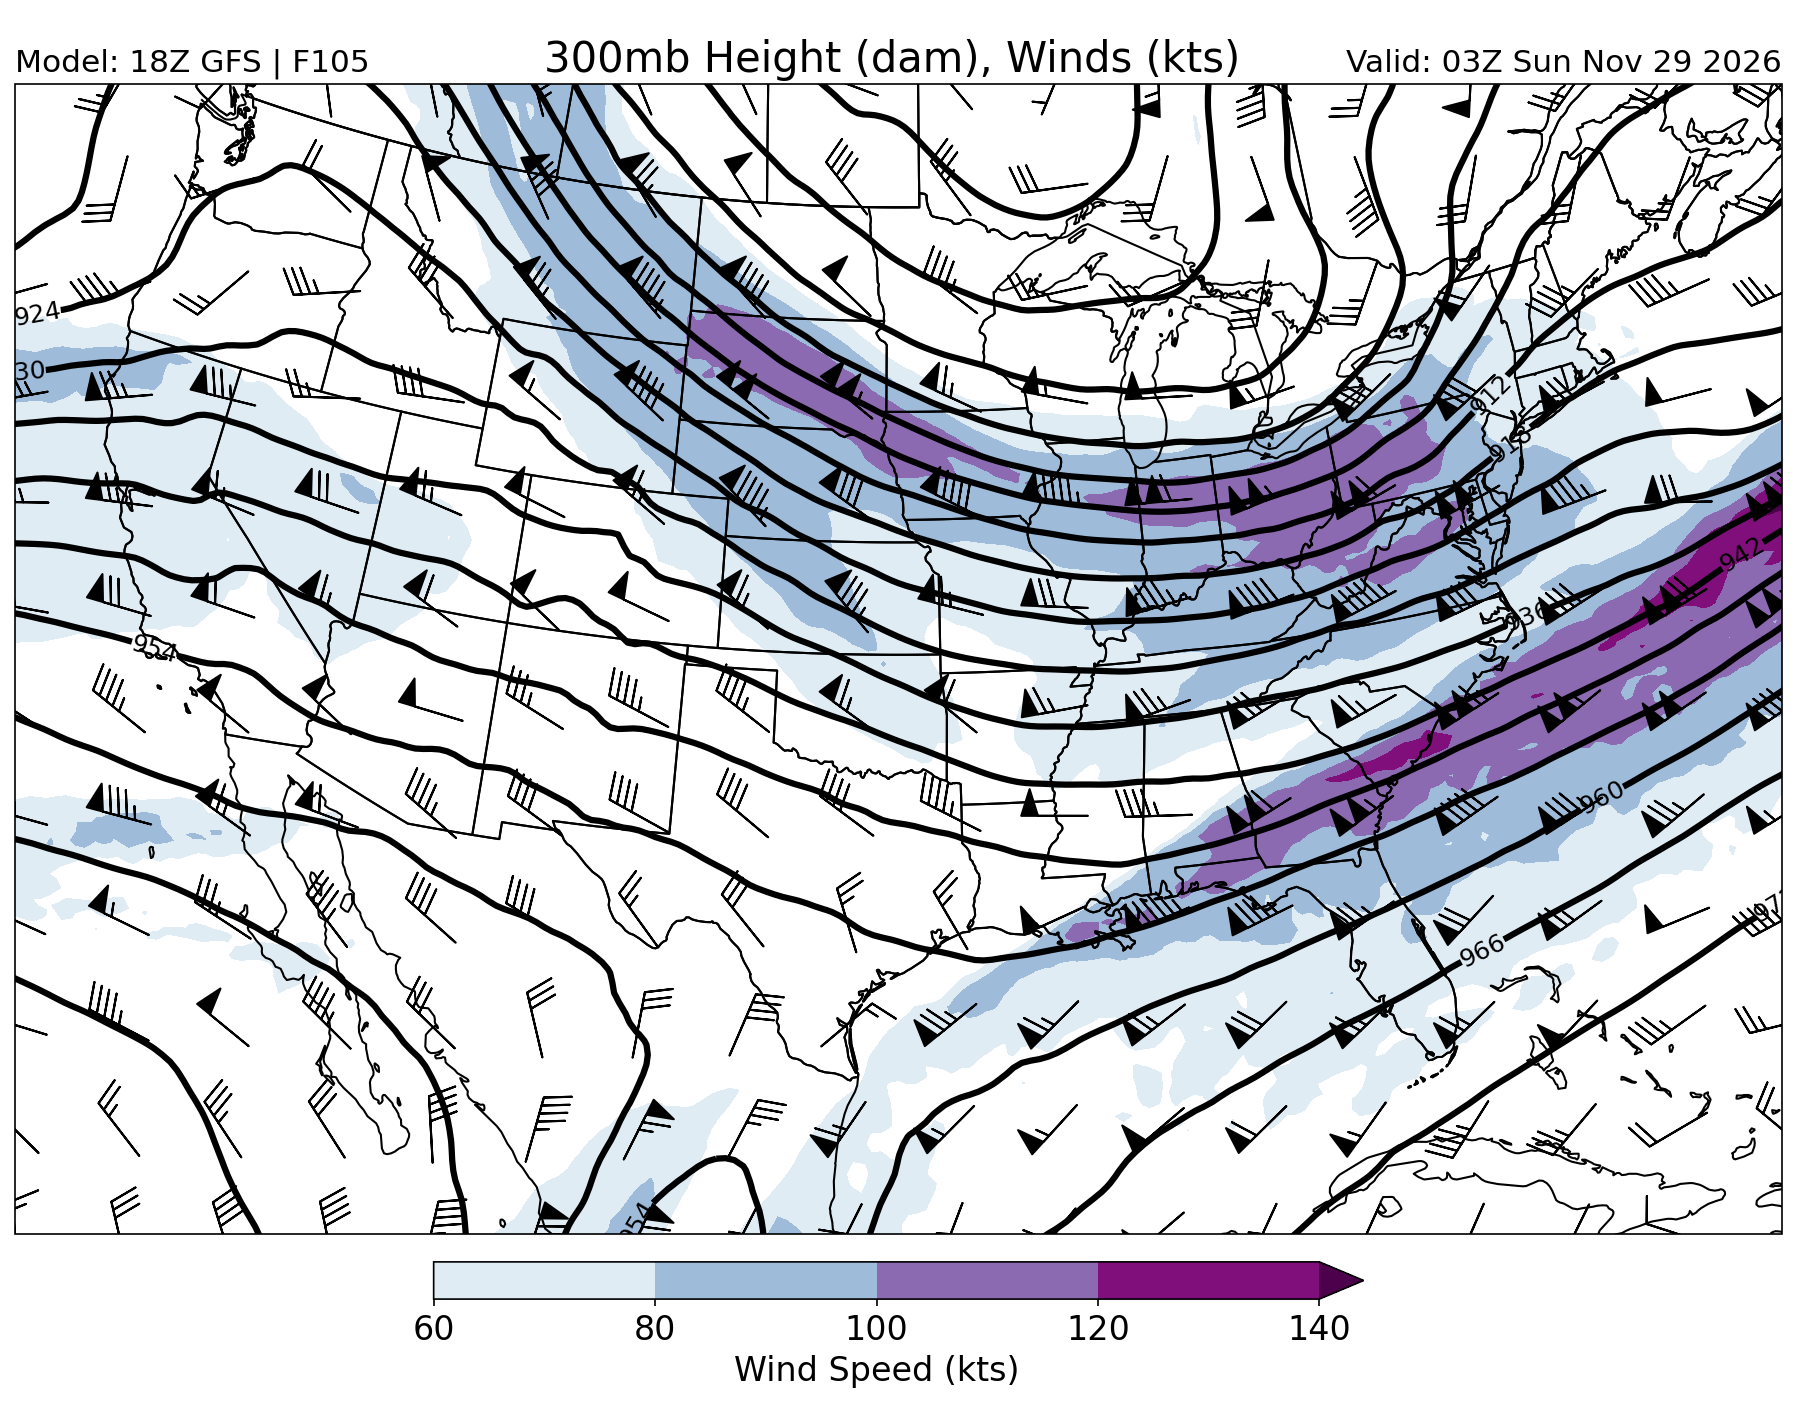 Model: 18Z GFS | F105
300mb Height (dam), Winds (kts)
Valid: 03Z Sun Nov 29 2026
924
930
912
918
942
936
954
960
966
954
60 80 100 120 140
Wind Speed (kts)